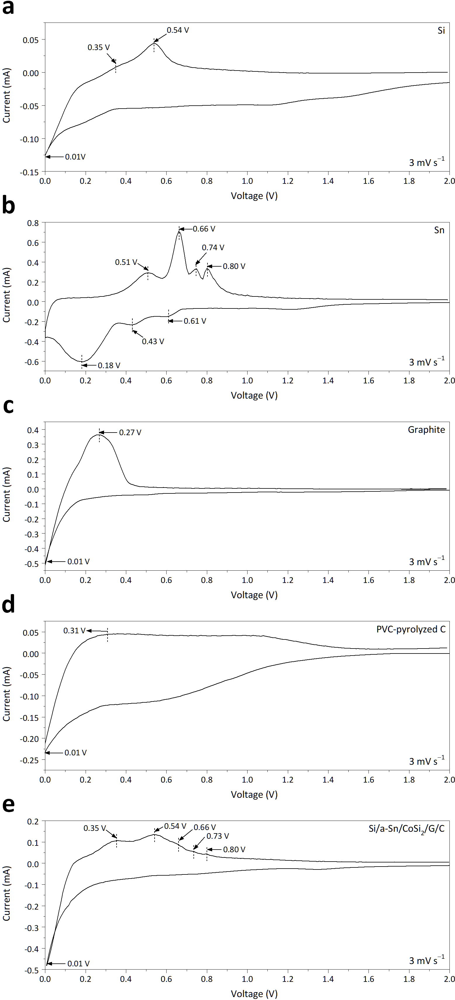 a
Si
0.54 V
0.35 V
0.05
0.00
-0.05
-0.10
-0.15
Current (mA)
0.01V
3 mV s⁻¹
0.0 0.2 0.4 0.6 0.8 1.0 1.2 1.4 1.6 1.8 2.0
Voltage (V)
b
Sn
0.66 V
0.74 V
0.51 V
0.80 V
0.8
0.6
0.4
0.2
0.0
-0.2
-0.4
-0.6
Current (mA)
0.61 V
0.43 V
0.18 V
3 mV s⁻¹
0.0 0.2 0.4 0.6 0.8 1.0 1.2 1.4 1.6 1.8 2.0
Voltage (V)
c
Graphite
0.27 V
0.4
0.3
0.2
0.1
0.0
-0.1
-0.2
-0.3
-0.4
-0.5
Current (mA)
0.01 V
3 mV s⁻¹
0.0 0.2 0.4 0.6 0.8 1.0 1.2 1.4 1.6 1.8 2.0
Voltage (V)
d
PVC-pyrolyzed C
0.31 V
0.05
0.00
-0.05
-0.10
-0.15
-0.20
-0.25
Current (mA)
0.01 V
3 mV s⁻¹
0.0 0.2 0.4 0.6 0.8 1.0 1.2 1.4 1.6 1.8 2.0
Voltage (V)
e
Si/a-Sn/CoSi₂/G/C
0.35 V
0.54 V
0.66 V
0.73 V
0.80 V
0.2
0.1
0.0
-0.1
-0.2
-0.3
-0.4
-0.5
Current (mA)
0.01 V
3 mV s⁻¹
0.0 0.2 0.4 0.6 0.8 1.0 1.2 1.4 1.6 1.8 2.0
Voltage (V)